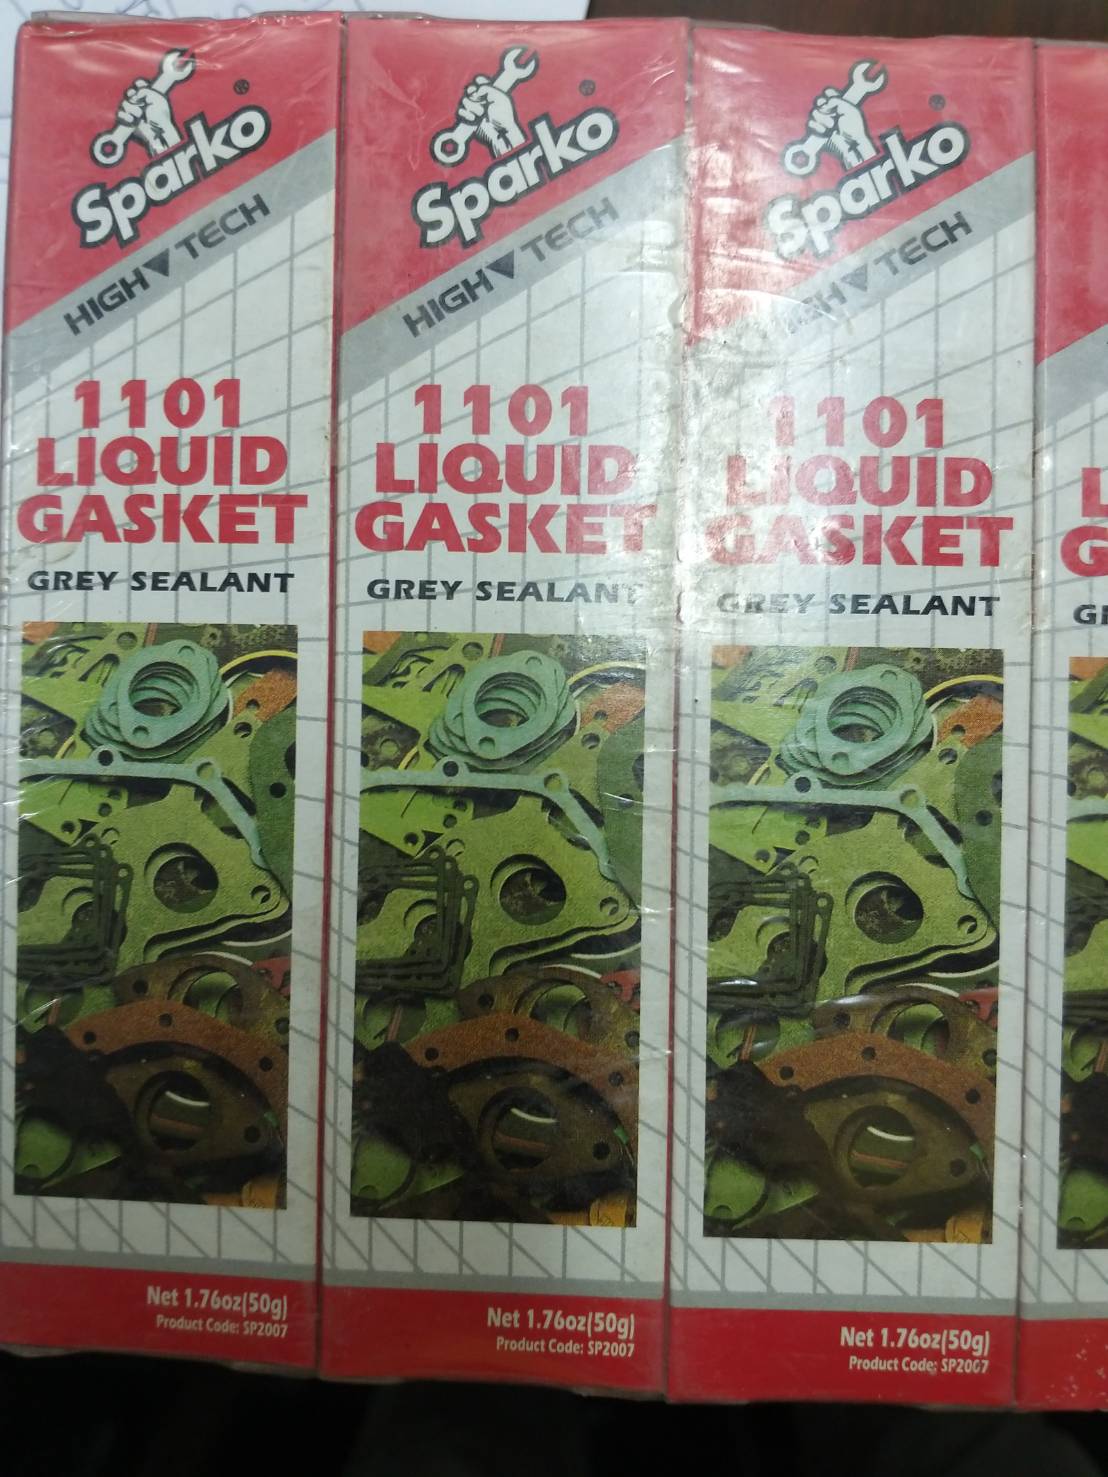 Sparko ®
HIGH TECH
1101
LIQUID
GASKET
GREY SEALANT
Net 1.76oz(50g)
Product Code: SP2007
Sparko ®
HIGH TECH
1101
LIQUID
GASKET
GREY SEALANT
Net 1.76oz(50g)
Product Code: SP2007
Sparko ®
HIGH TECH
1101
LIQUID
GASKET
GREY SEALANT
Net 1.76oz(50g)
Product Code: SP2007
L
G
GR